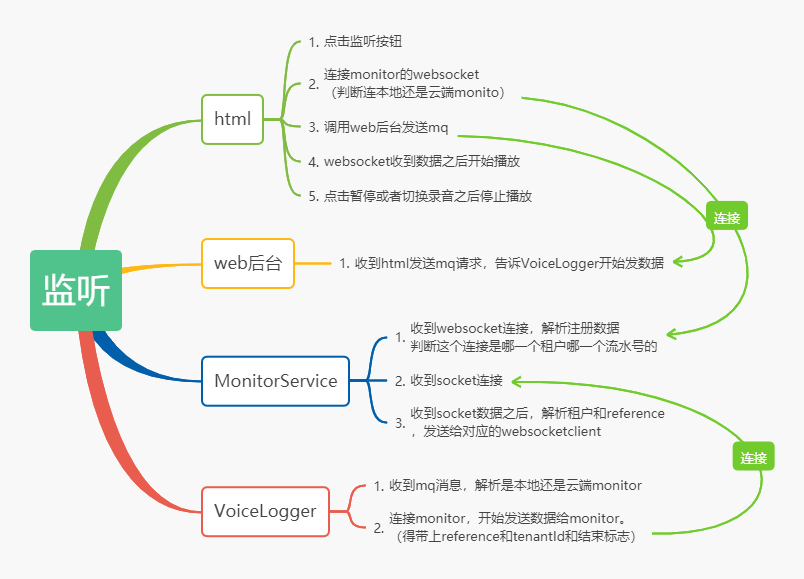 监听
html
1. 点击监听按钮
2. 连接monitor的websocket
（判断连本地还是云端monito）
3. 调用web后台发送mq
4. websocket收到数据之后开始播放
5. 点击暂停或者切换录音之后停止播放
连接
web后台
1. 收到html发送mq请求，告诉VoiceLogger开始发数据
MonitorService
1. 收到websocket连接，解析注册数据
判断这个连接是哪一个租户哪一个流水号的
2. 收到socket连接
3. 收到socket数据之后，解析租户和reference
，发送给对应的websocketclient
连接
VoiceLogger
1. 收到mq消息，解析是本地还是云端monitor
2. 连接monitor，开始发送数据给monitor。
（得带上reference和tenantId和结束标志）